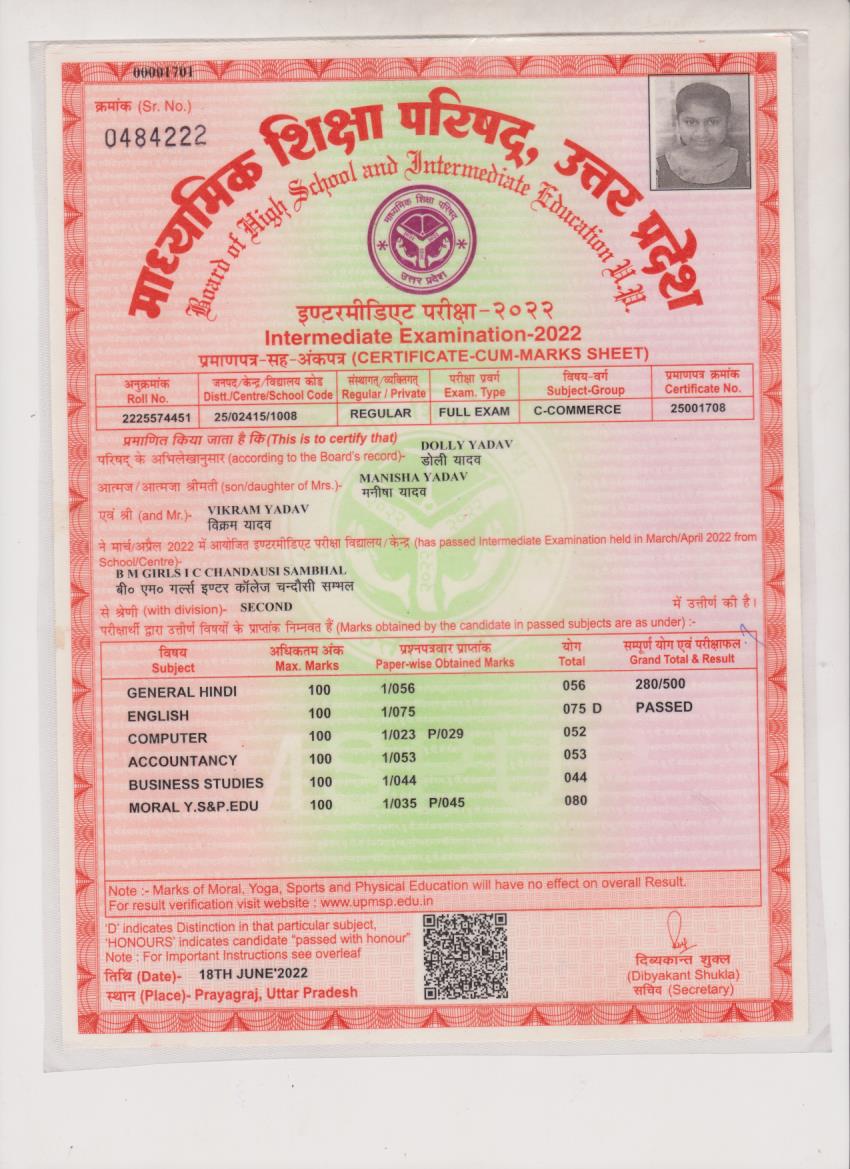 00001701
क्रमांक (Sr. No.)
0484222
माध्यमिक शिक्षा परिषद्, उत्तर प्रदेश
Board of High School and Intermediate Education U.P.
माध्यमिक शिक्षा परिषद्
उत्तर प्रदेश
इण्टरमीडिएट परीक्षा-२०२२
Intermediate Examination-2022
प्रमाणपत्र-सह-अंकपत्र (CERTIFICATE-CUM-MARKS SHEET)
अनुक्रमांक जनपद/केन्द्र/विद्यालय कोड संस्थागत्/व्यक्तिगत् परीक्षा प्रवर्ग विषय-वर्ग प्रमाणपत्र क्रमांक
Roll No. Distt./Centre/School Code Regular / Private Exam. Type Subject-Group Certificate No.
2225574451 25/02415/1008 REGULAR FULL EXAM C-COMMERCE 25001708
प्रमाणित किया जाता है कि (This is to certify that) DOLLY YADAV
परिषद् के अभिलेखानुसार (according to the Board's record)- डोली यादव
आत्मज/आत्मजा श्रीमती (son/daughter of Mrs.)- MANISHA YADAV
मनीषा यादव
एवं श्री (and Mr.)- VIKRAM YADAV
विक्रम यादव
ने मार्च/अप्रैल 2022 में आयोजित इण्टरमीडिएट परीक्षा विद्यालय/केन्द्र (has passed Intermediate Examination held in March/April 2022 from
School/Centre)-
B M GIRLS I C CHANDAUSI SAMBHAL
बी० एम० गर्ल्स इण्टर कॉलेज चन्दौसी सम्भल
से श्रेणी (with division)- SECOND में उत्तीर्ण की है।
परीक्षार्थी द्वारा उत्तीर्ण विषयों के प्राप्तांक निम्नवत हैं (Marks obtained by the candidate in passed subjects are as under) :-
विषय अधिकतम अंक प्रश्नपत्रवार प्राप्तांक योग सम्पूर्ण योग एवं परीक्षाफल
Subject Max. Marks Paper-wise Obtained Marks Total Grand Total & Result
GENERAL HINDI 100 1/056 056 280/500
ENGLISH 100 1/075 075 D PASSED
COMPUTER 100 1/023 P/029 052
ACCOUNTANCY 100 1/053 053
BUSINESS STUDIES 100 1/044 044
MORAL Y.S&P.EDU 100 1/035 P/045 080
Note :- Marks of Moral, Yoga, Sports and Physical Education will have no effect on overall Result.
For result verification visit website : www.upmsp.edu.in
'D' indicates Distinction in that particular subject,
'HONOURS' indicates candidate "passed with honour"
Note : For Important Instructions see overleaf
तिथि (Date)- 18TH JUNE'2022
स्थान (Place)- Prayagraj, Uttar Pradesh
दिव्यकान्त शुक्ल
(Dibyakant Shukla)
सचिव (Secretary)